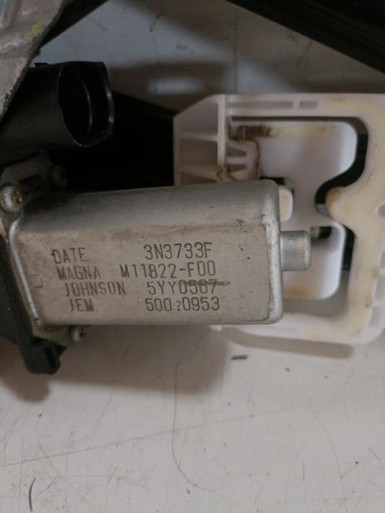 DATE 3N3733F
MAGNA M11822-F00
JOHNSON 5YY0587
JEM 500 0953